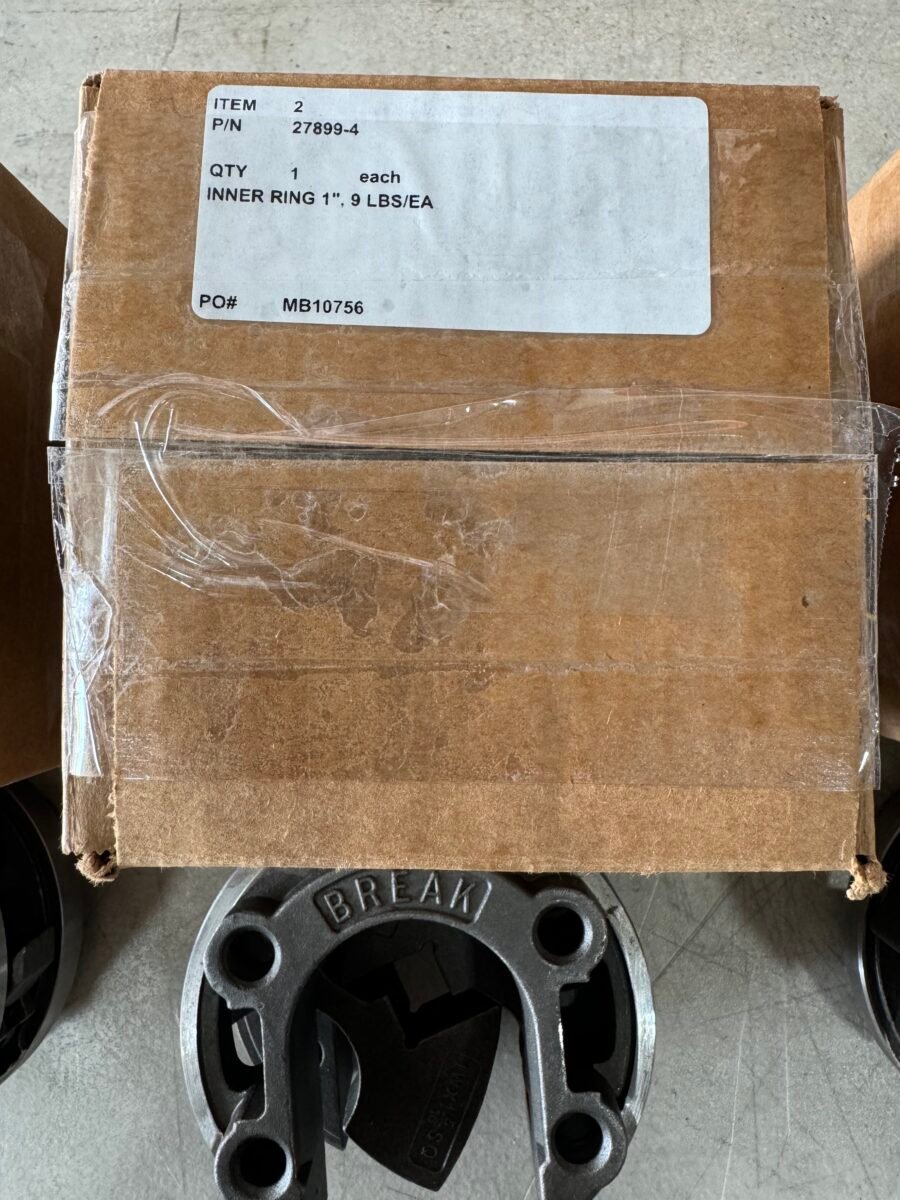 ITEM 2
P/N 27899-4
QTY 1 each
INNER RING 1", 9 LBS/EA
PO# MB10756
BREAK